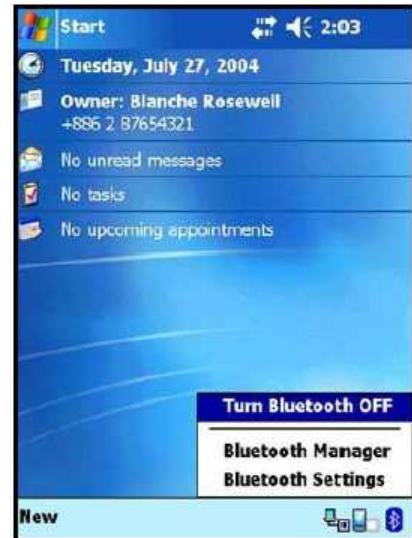 Start 2:03
Tuesday, July 27, 2004
Owner: Blanche Rosewell
+886 2 87654321
No unread messages
No tasks
No upcoming appointments
Turn Bluetooth OFF
Bluetooth Manager
Bluetooth Settings
New